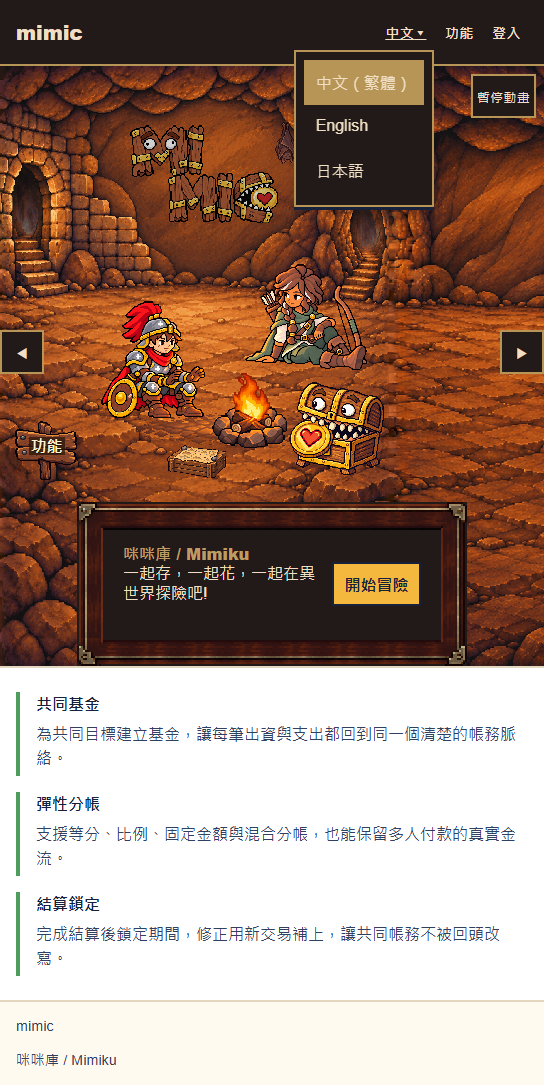 mimic
中文▾ 功能 登入
中文（繁體）
English
日本語
暫停動畫
MIMIC
◀
▶
功能
咪咪庫 / Mimiku
一起存，一起花，一起在異
世界探險吧!
開始冒險
共同基金
為共同目標建立基金，讓每筆出資與支出都回到同一個清楚的帳務脈
絡。
彈性分帳
支援等分、比例、固定金額與混合分帳，也能保留多人付款的真實金
流。
結算鎖定
完成結算後鎖定期間，修正用新交易補上，讓共同帳務不被回頭改
寫。
mimic
咪咪庫 / Mimiku